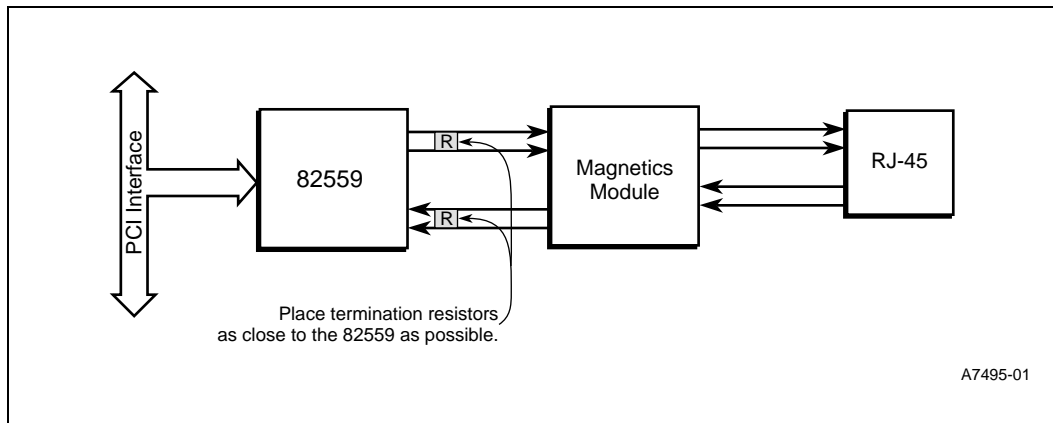 PCI Interface
82559
R
R
Magnetics
Module
RJ-45
Place termination resistors
as close to the 82559 as possible.
A7495-01